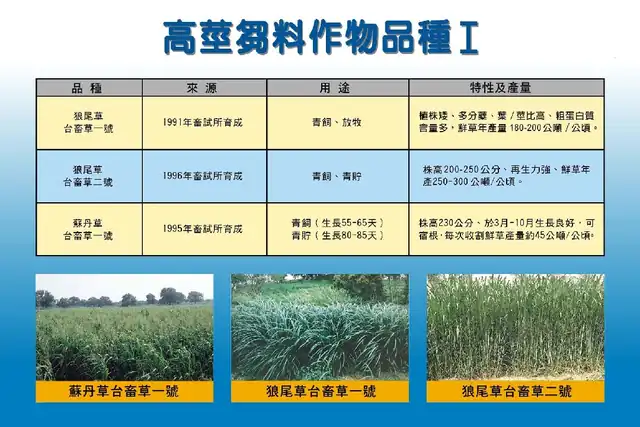 高莖芻料作物品種 I
品種 來源 用途 特性及產量
狼尾草
台畜草一號
1991年畜試所育成
青飼、放牧
植株矮、多分蘗、葉/莖比高、粗蛋白質
含量多，鮮草年產量180-200公噸/公頃。
狼尾草
台畜草二號
1996年畜試所育成
青飼、青貯
株高200-250公分、再生力強、鮮草年
產250-300公噸/公頃。
蘇丹草
台畜草一號
1995年畜試所育成
青飼（生長55-65天）
青貯（生長80-85天）
株高230公分、於3月-10月生長良好，可
宿根，每次收割鮮草產量約45公噸/公頃。
蘇丹草台畜草一號
狼尾草台畜草一號
狼尾草台畜草二號